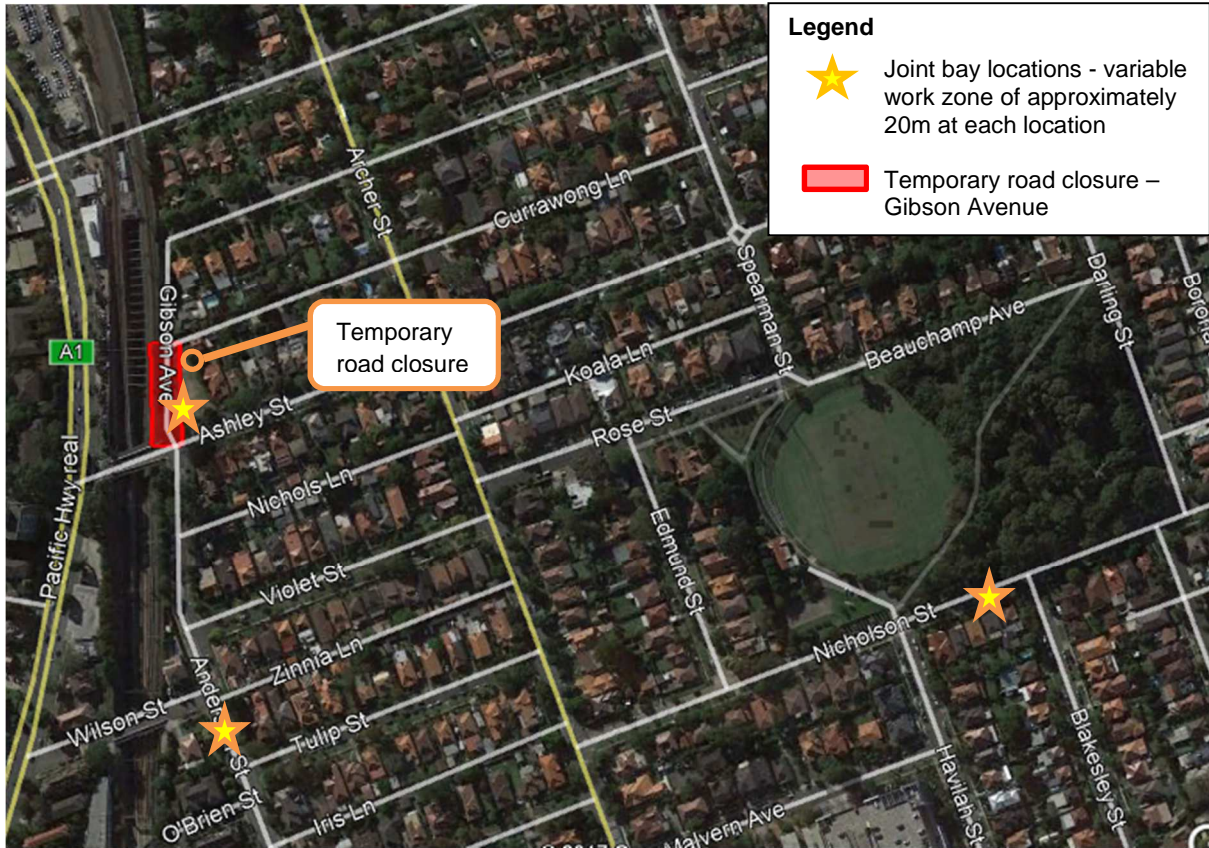 Legend
Joint bay locations - variable
work zone of approximately
20m at each location
Temporary road closure –
Gibson Avenue
Archer St
Currawong Ln
Spearman St
Darling St
Gibson Ave
Temporary
road closure
A1
Koala Ln
Beauchamp Ave
Ashley St
Rose St
Nichols Ln
Pacific Hwy real
Edmund St
Violet St
Nicholson St
Zinnia Ln
Wilson St
Tulip St
Blakesley St
Havilah St
O'Brien St
Iris Ln
Malvern Ave